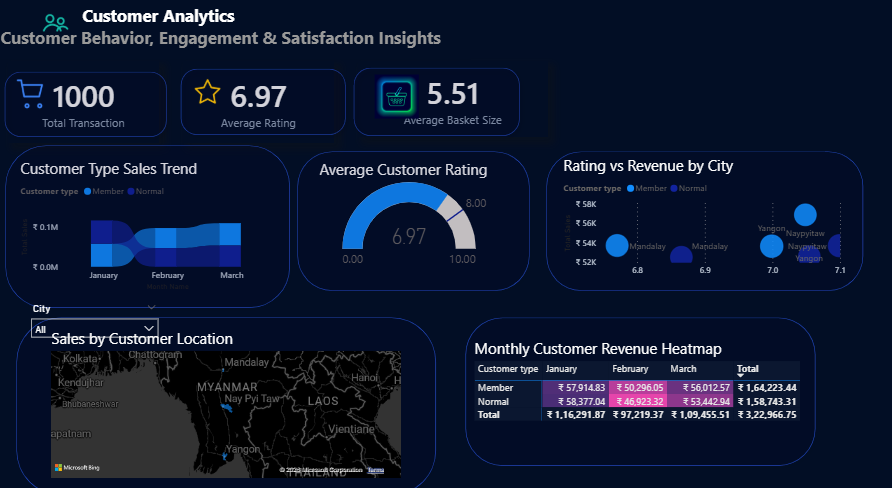 Customer Analytics
Customer Behavior, Engagement & Satisfaction Insights
1000
Total Transaction
6.97
Average Rating
5.51
Average Basket Size
Customer Type Sales Trend
Customer type Member Normal
₹ 0.1M
₹ 0.0M
January February March
Average Customer Rating
8.00
6.97
0.00 10.00
Rating vs Revenue by City
Customer type Member Normal
₹ 58K
₹ 56K
₹ 54K
₹ 52K
Mandalay
Mandalay
Yangon
Naypyitaw
Naypyitaw
Yangon
6.8 6.9 7.0 7.1
City
All
Sales by Customer Location
Kolkata
Chattogram
Mandalay
Hanoi
H
Kendujhar
MYANMAR
Nay Pyi Taw
LAOS
Bhubaneshwar
apatnam
Vientiane
Yangon
THAILAND
Microsoft Bing
Microsoft Corporation Terms
Monthly Customer Revenue Heatmap
Customer type January February March Total
Member ₹ 57,914.83 ₹ 50,296.05 ₹ 56,012.57 ₹ 1,64,223.44
Normal ₹ 58,377.04 ₹ 46,923.32 ₹ 53,442.94 ₹ 1,58,743.31
Total ₹ 1,16,291.87 ₹ 97,219.37 ₹ 1,09,455.51 ₹ 3,22,966.75